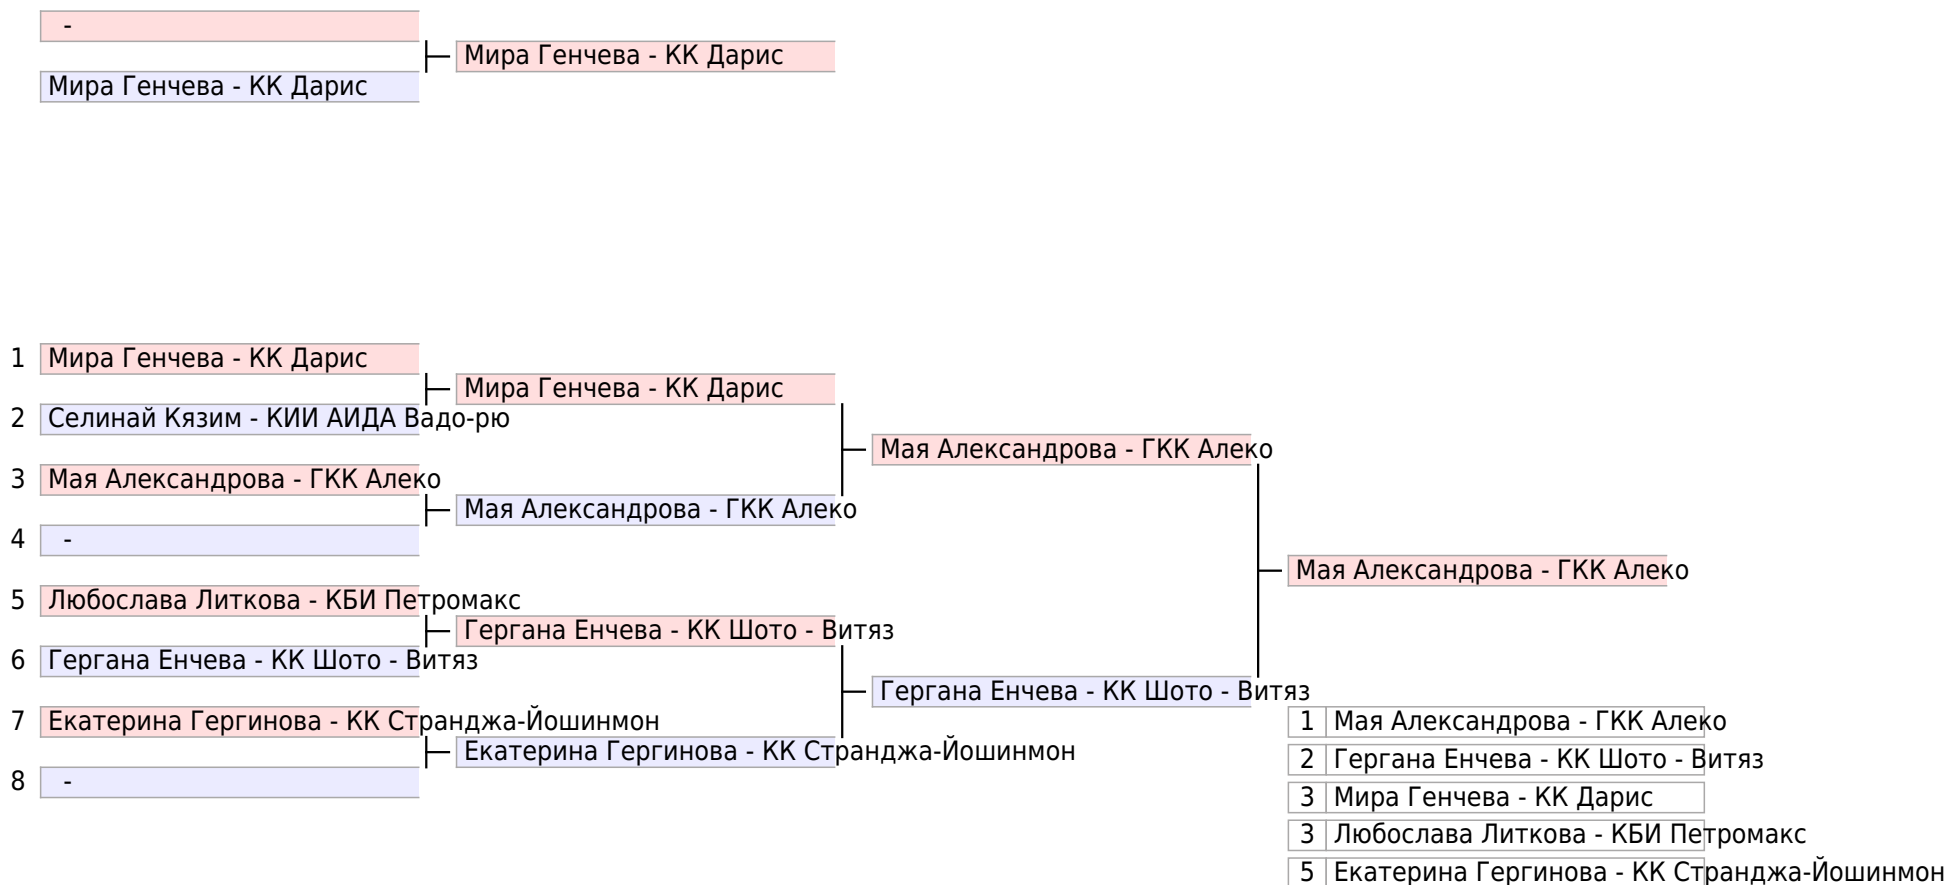 -
Мира Генчева - КК Дарис
Мира Генчева - КК Дарис
1 Мира Генчева - КК Дарис
Мира Генчева - КК Дарис
2 Селинай Кязим - КИИ АИДА Вадо-рю
Мая Александрова - ГКК Алеко
3 Мая Александрова - ГКК Алеко
Мая Александрова - ГКК Алеко
4 -
Мая Александрова - ГКК Алеко
5 Любослава Литкова - КБИ Петромакс
Гергана Енчева - КК Шото - Витяз
6 Гергана Енчева - КК Шото - Витяз
Гергана Енчева - КК Шото - Витяз
7 Екатерина Гергинова - КК Странджа-Йошинмон
Екатерина Гергинова - КК Странджа-Йошинмон
8 -
1 Мая Александрова - ГКК Алеко
2 Гергана Енчева - КК Шото - Витяз
3 Мира Генчева - КК Дарис
3 Любослава Литкова - КБИ Петромакс
5 Екатерина Гергинова - КК Странджа-Йошинмон